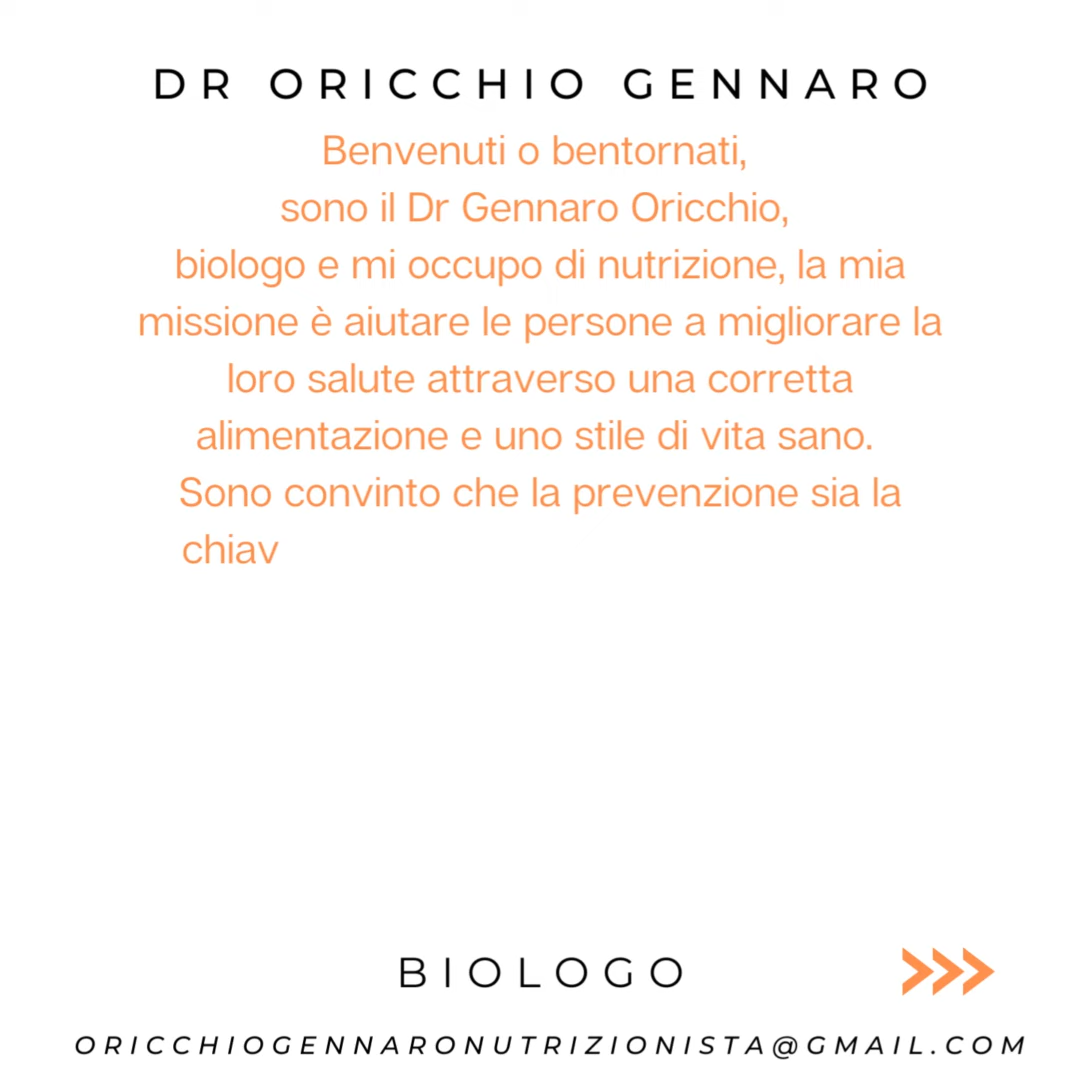 DR ORICCHIO GENNARO
Benvenuti o bentornati,
sono il Dr Gennaro Oricchio,
biologo e mi occupo di nutrizione, la mia
missione è aiutare le persone a migliorare la
loro salute attraverso una corretta
alimentazione e uno stile di vita sano.
Sono convinto che la prevenzione sia la
chiav
BIOLOGO
ORICCHIOGENNARONUTRIZIONISTA@GMAIL.COM